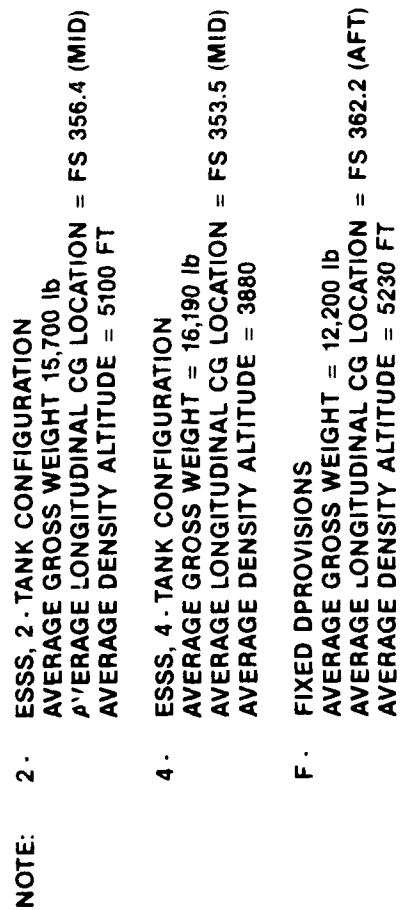 NOTE: 2 - ESSS, 2 - TANK CONFIGURATION
AVERAGE GROSS WEIGHT 15,700 lb
AVERAGE LONGITUDINAL CG LOCATION = FS 356.4 (MID)
AVERAGE DENSITY ALTITUDE = 5100 FT
4 - ESSS, 4 - TANK CONFIGURATION
AVERAGE GROSS WEIGHT = 16,190 lb
AVERAGE LONGITUDINAL CG LOCATION = FS 353.5 (MID)
AVERAGE DENSITY ALTITUDE = 3880
F - FIXED DPROVISIONS
AVERAGE GROSS WEIGHT = 12,200 lb
AVERAGE LONGITUDINAL CG LOCATION = FS 362.2 (AFT)
AVERAGE DENSITY ALTITUDE = 5230 FT